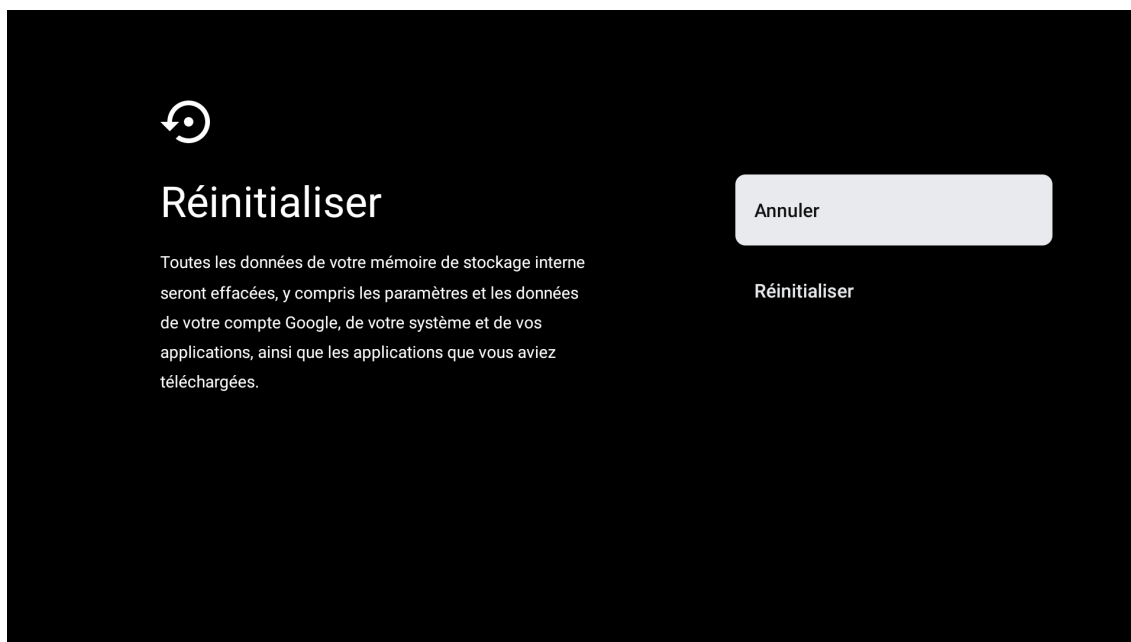 Réinitialiser
Toutes les données de votre mémoire de stockage interne
seront effacées, y compris les paramètres et les données
de votre compte Google, de votre système et de vos
applications, ainsi que les applications que vous aviez
téléchargées.
Annuler
Réinitialiser